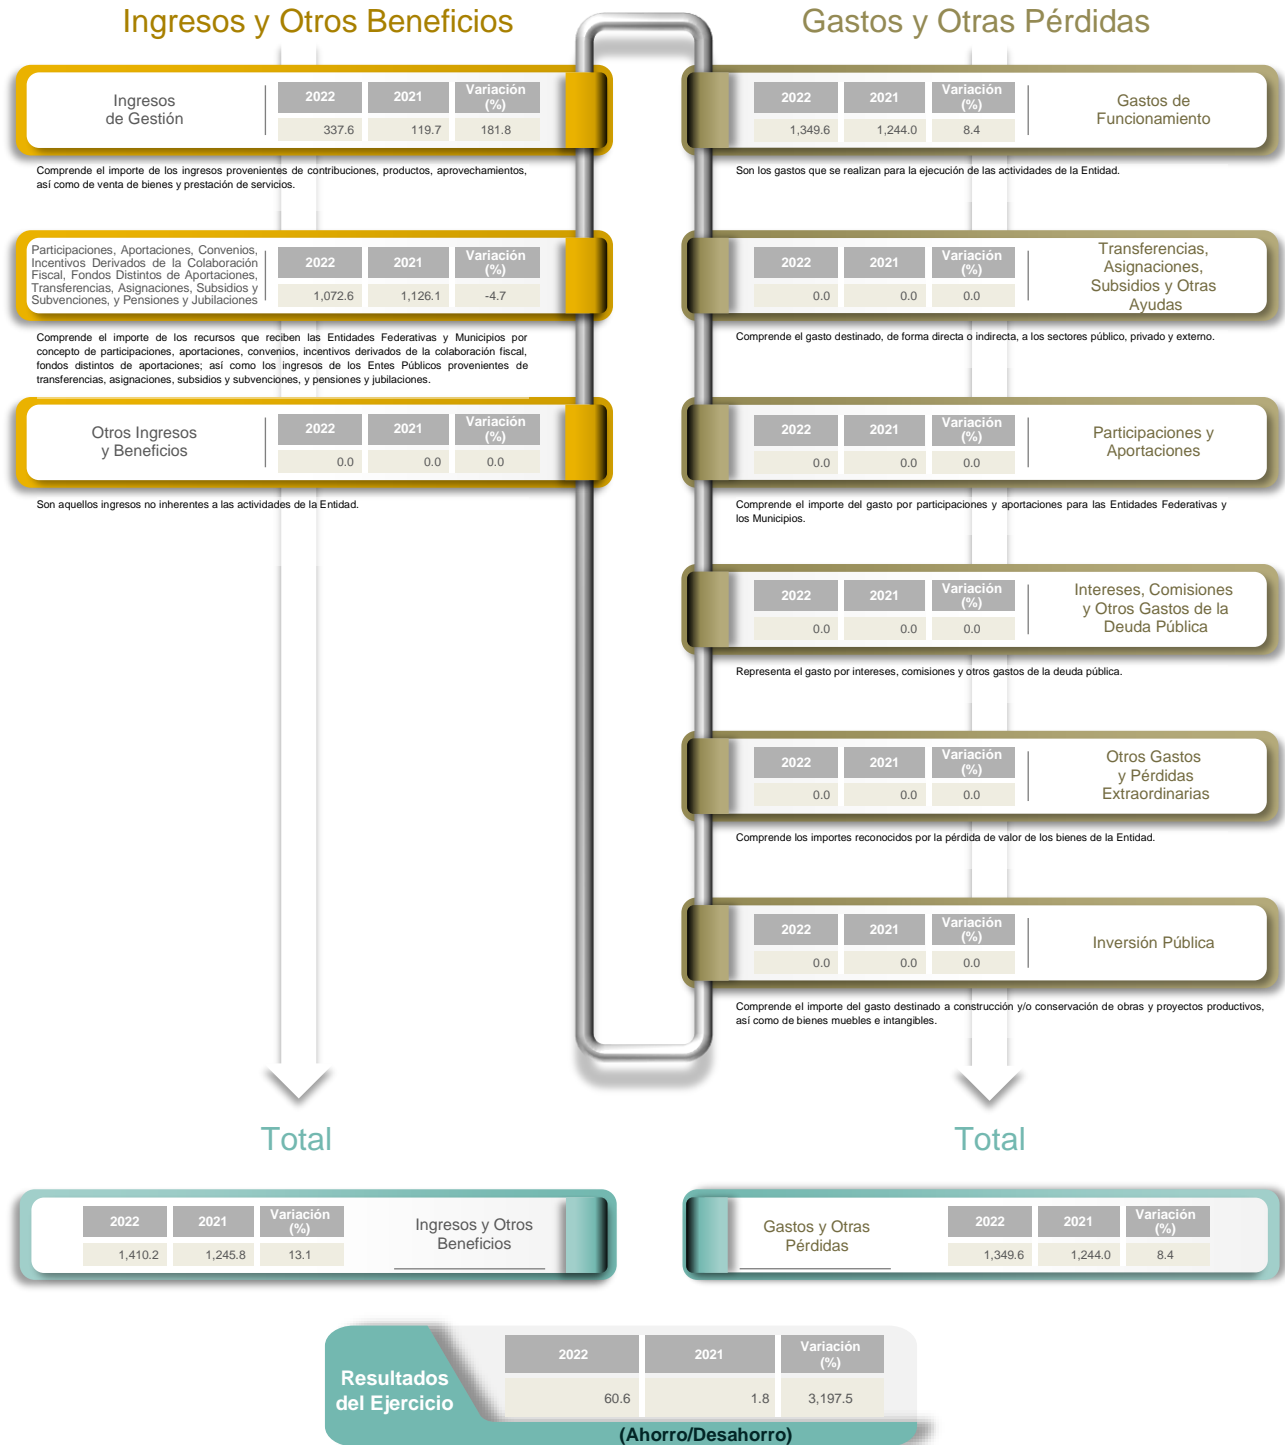 Ingresos y Otros Beneficios
Ingresos
de Gestión
2022 2021 Variación
(%)
337.6 119.7 181.8
Comprende el importe de los ingresos provenientes de contribuciones, productos, aprovechamientos,
así como de venta de bienes y prestación de servicios.
Participaciones, Aportaciones, Convenios,
Incentivos Derivados de la Colaboración
Fiscal, Fondos Distintos de Aportaciones,
Transferencias, Asignaciones, Subsidios y
Subvenciones, y Pensiones y Jubilaciones
2022 2021 Variación
(%)
1,072.6 1,126.1 -4.7
Comprende el importe de los recursos que reciben las Entidades Federativas y Municipios por
concepto de participaciones, aportaciones, convenios, incentivos derivados de la colaboración fiscal,
fondos distintos de aportaciones; así como los ingresos de los Entes Públicos provenientes de
transferencias, asignaciones, subsidios y subvenciones, y pensiones y jubilaciones.
Otros Ingresos
y Beneficios
2022 2021 Variación
(%)
0.0 0.0 0.0
Son aquellos ingresos no inherentes a las actividades de la Entidad.
Gastos y Otras Pérdidas
2022 2021 Variación
(%)
1,349.6 1,244.0 8.4
Gastos de
Funcionamiento
Son los gastos que se realizan para la ejecución de las actividades de la Entidad.
2022 2021 Variación
(%)
0.0 0.0 0.0
Transferencias,
Asignaciones,
Subsidios y Otras
Ayudas
Comprende el gasto destinado, de forma directa o indirecta, a los sectores público, privado y externo.
2022 2021 Variación
(%)
0.0 0.0 0.0
Participaciones y
Aportaciones
Comprende el importe del gasto por participaciones y aportaciones para las Entidades Federativas y
los Municipios.
2022 2021 Variación
(%)
0.0 0.0 0.0
Intereses, Comisiones
y Otros Gastos de la
Deuda Pública
Representa el gasto por intereses, comisiones y otros gastos de la deuda pública.
2022 2021 Variación
(%)
0.0 0.0 0.0
Otros Gastos
y Pérdidas
Extraordinarias
Comprende los importes reconocidos por la pérdida de valor de los bienes de la Entidad.
2022 2021 Variación
(%)
0.0 0.0 0.0
Inversión Pública
Comprende el importe del gasto destinado a construcción y/o conservación de obras y proyectos productivos,
así como de bienes muebles e intangibles.
Total
2022 2021 Variación
(%)
1,410.2 1,245.8 13.1
Ingresos y Otros
Beneficios
Total
Gastos y Otras
Pérdidas
2022 2021 Variación
(%)
1,349.6 1,244.0 8.4
Resultados
del Ejercicio
2022 2021 Variación
(%)
60.6 1.8 3,197.5
(Ahorro/Desahorro)